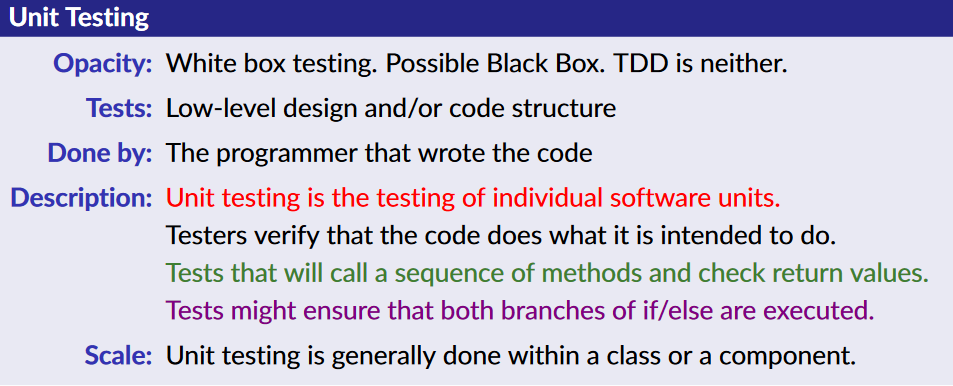 Unit Testing
Opacity: White box testing. Possible Black Box. TDD is neither.
Tests: Low-level design and/or code structure
Done by: The programmer that wrote the code
Description: Unit testing is the testing of individual software units.
Testers verify that the code does what it is intended to do.
Tests that will call a sequence of methods and check return values.
Tests might ensure that both branches of if/else are executed.
Scale: Unit testing is generally done within a class or a component.